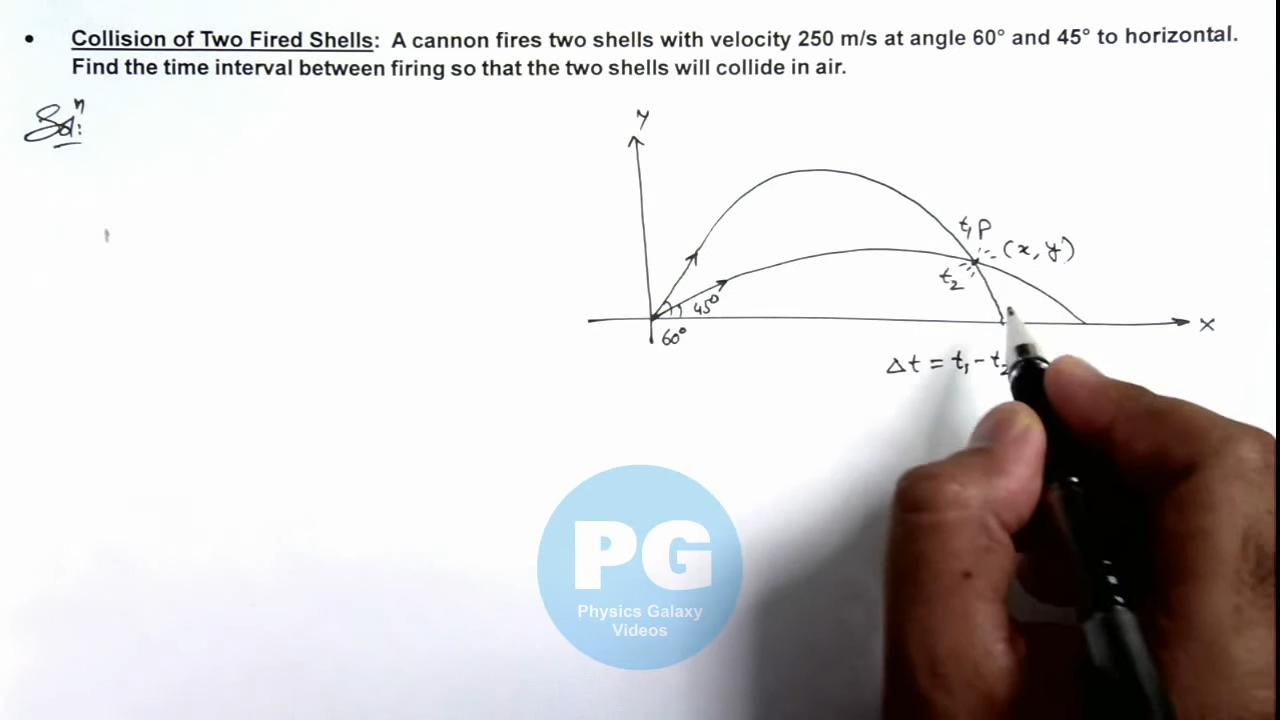 • Collision of Two Fired Shells: A cannon fires two shells with velocity 250 m/s at angle 60° and 45° to horizontal.
Find the time interval between firing so that the two shells will collide in air.
Solⁿ:
y
t₁ P
(x, y)
t₂
45°
60°
x
Δt = t₁ - t₂
PG
Physics Galaxy
Videos